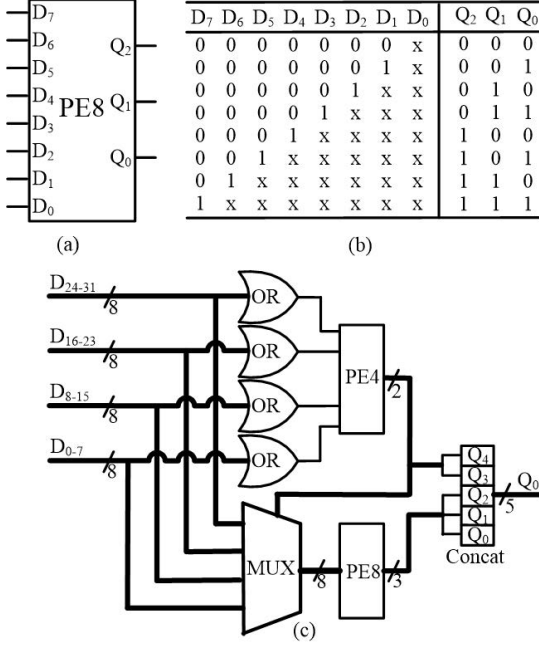 D7
D6
D5
D4
D3
D2
D1
D0
PE8
Q2
Q1
Q0
(a)
D7 D6 D5 D4 D3 D2 D1 D0 Q2 Q1 Q0
0 0 0 0 0 0 0 x 0 0 0
0 0 0 0 0 0 1 x 0 0 1
0 0 0 0 0 1 x x 0 1 0
0 0 0 0 1 x x x 0 1 1
0 0 0 1 x x x x 1 0 0
0 0 1 x x x x x 1 0 1
0 1 x x x x x x 1 1 0
1 x x x x x x x 1 1 1
(b)
D24-31
8
OR
D16-23
8
OR
D8-15
8
OR
D0-7
8
OR
PE4
2
MUX
8
PE8
3
Q4
Q3
Q2
Q1
Q0
5
Q0
Concat
(c)